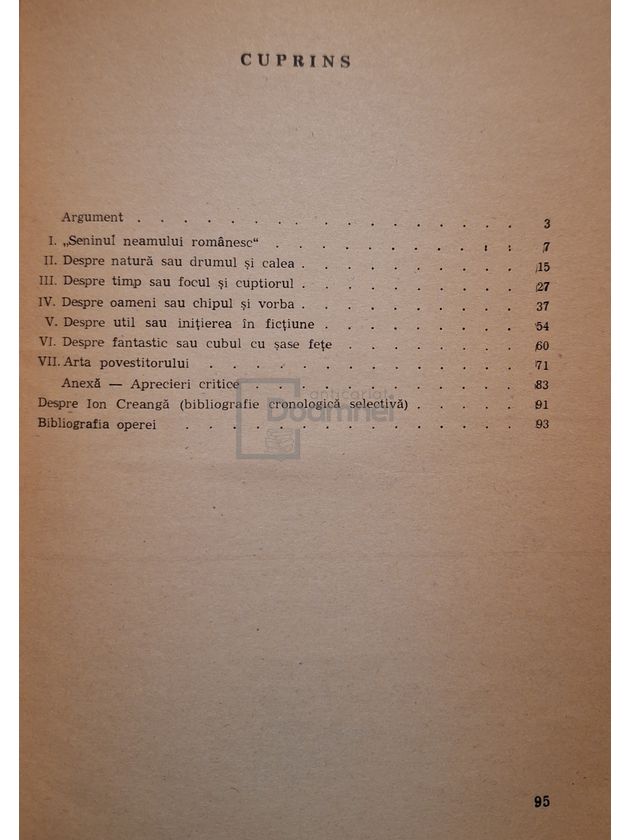 CUPRINS
Argument . . . . . . . . . . . . . . . . . 3
I. „Seninul neamului românesc“ . . . . . . . . . . . 7
II. Despre natură sau drumul și calea . . . . . . . . . . 15
III. Despre timp sau focul și cuptiorul . . . . . . . . . . 27
IV. Despre oameni sau chipul și vorba . . . . . . . . . . 37
V. Despre util sau inițierea în ficțiune . . . . . . . . . 54
VI. Despre fantastic sau cubul cu șase fețe . . . . . . . . 60
VII. Arta povestitorului . . . . . . . . . . . . . . 71
Anexă — Aprecieri critice . . . . . . . . . . . . 83
Despre Ion Creangă (bibliografie cronologică selectivă) . . . . . 91
Bibliografia operei . . . . . . . . . . . . . . . 93
anticariat
Doamnei
95